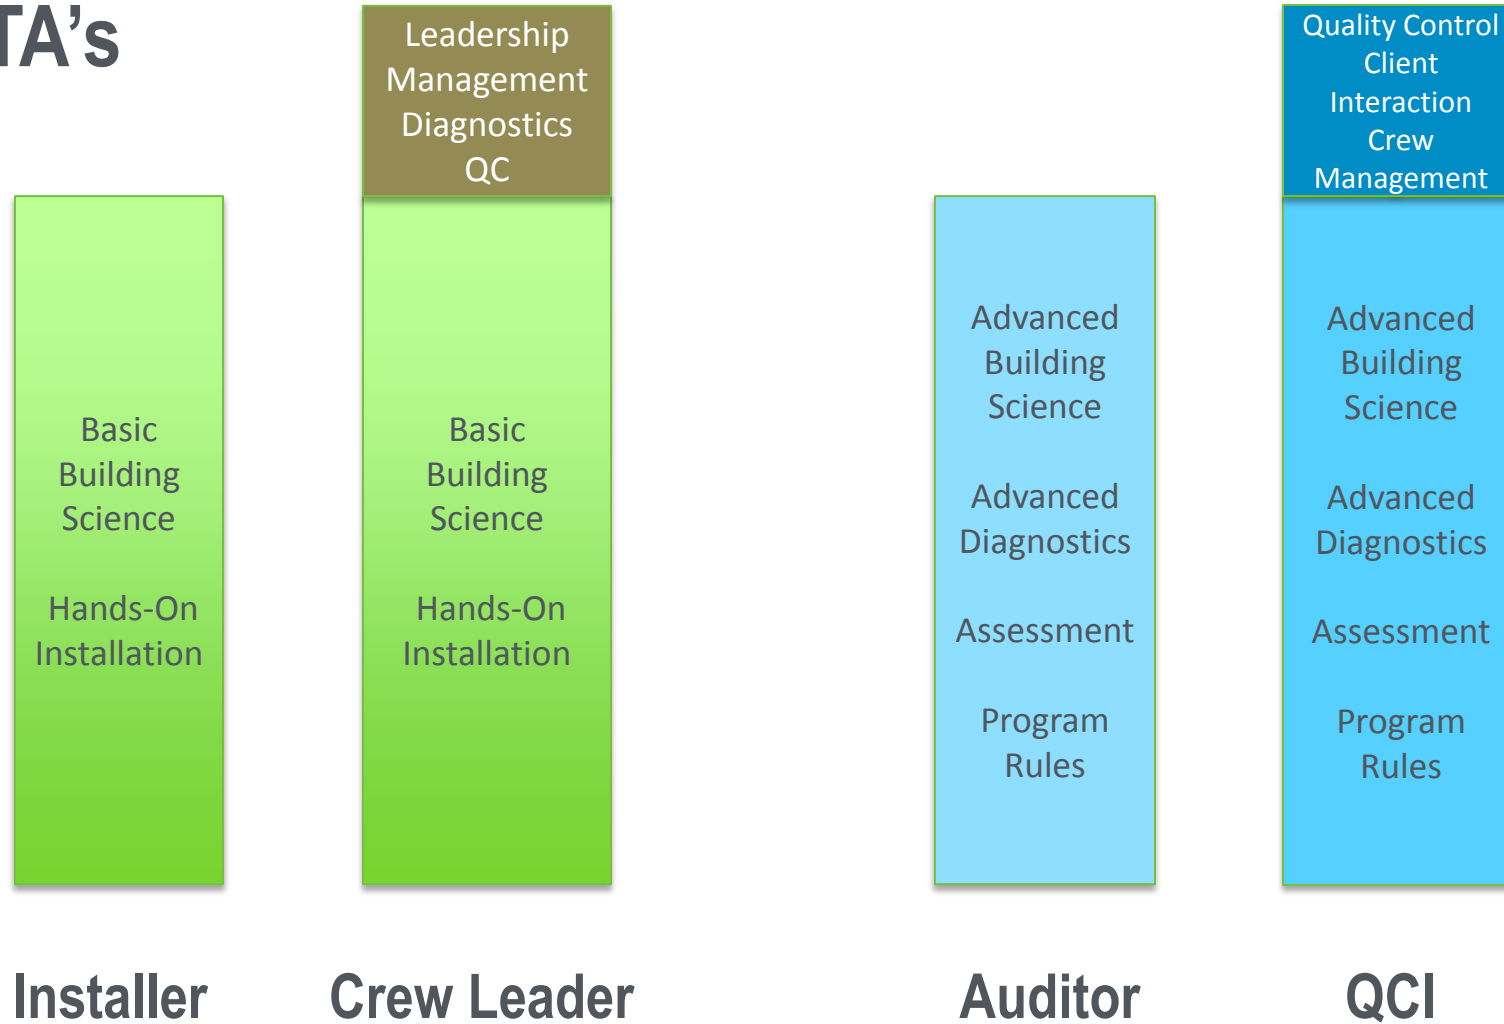 TA's
Leadership
Management
Diagnostics
QC
Quality Control
Client
Interaction
Crew
Management
Basic
Building
Science
Hands-On
Installation
Basic
Building
Science
Hands-On
Installation
Advanced
Building
Science
Advanced
Diagnostics
Assessment
Program
Rules
Advanced
Building
Science
Advanced
Diagnostics
Assessment
Program
Rules
Installer
Crew Leader
Auditor
QCI